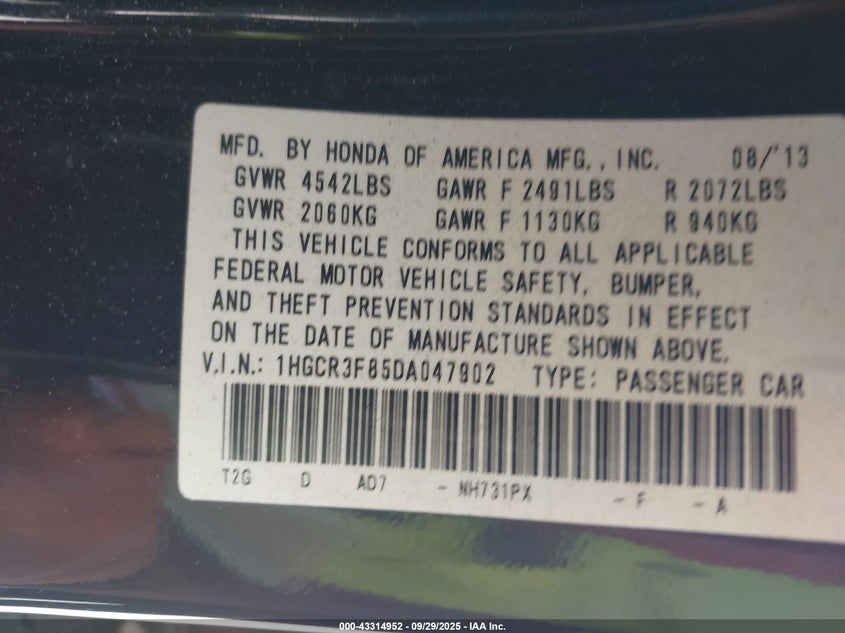 MFD. BY HONDA OF AMERICA MFG., INC. 08/'13
GVWR 4542LBS GAWR F 2491LBS R 2072LBS
GVWR 2060KG GAWR F 1130KG R 940KG
THIS VEHICLE CONFORMS TO ALL APPLICABLE
FEDERAL MOTOR VEHICLE SAFETY, BUMPER,
AND THEFT PREVENTION STANDARDS IN EFFECT
ON THE DATE OF MANUFACTURE SHOWN ABOVE.
V.I.N.: 1HGCR3F85DA047902 TYPE: PASSENGER CAR
T2G D AD7 - NH731PX - F - A
000-43314952 - 09/29/2025 - IAA Inc.